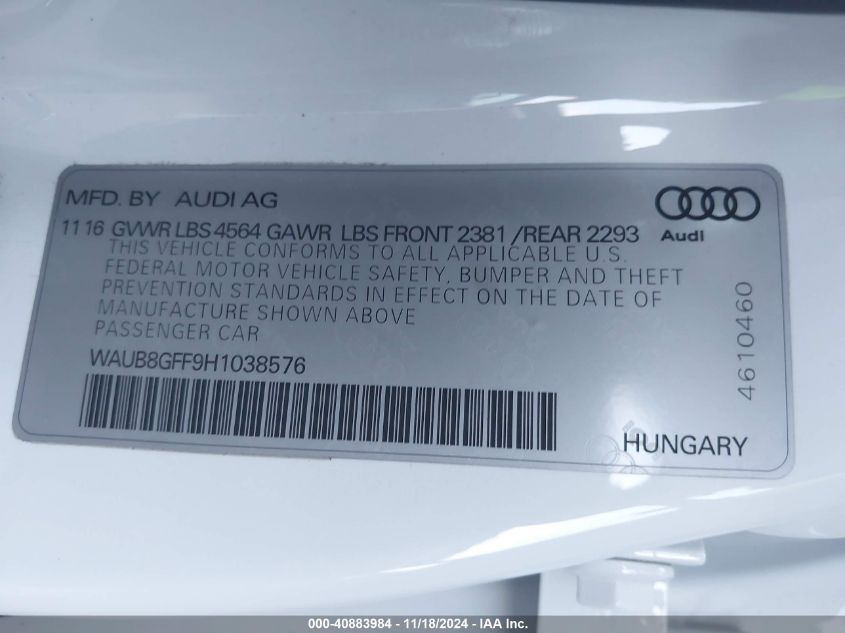 MFD. BY AUDI AG
11 16 GVWR LBS 4564 GAWR LBS FRONT 2381 /REAR 2293
Audi
THIS VEHICLE CONFORMS TO ALL APPLICABLE U.S.
FEDERAL MOTOR VEHICLE SAFETY, BUMPER AND THEFT
PREVENTION STANDARDS IN EFFECT ON THE DATE OF
MANUFACTURE SHOWN ABOVE
PASSENGER CAR
WAUB8GFF9H1038576
4610460
HUNGARY
000-40883984 - 11/18/2024 - IAA Inc.